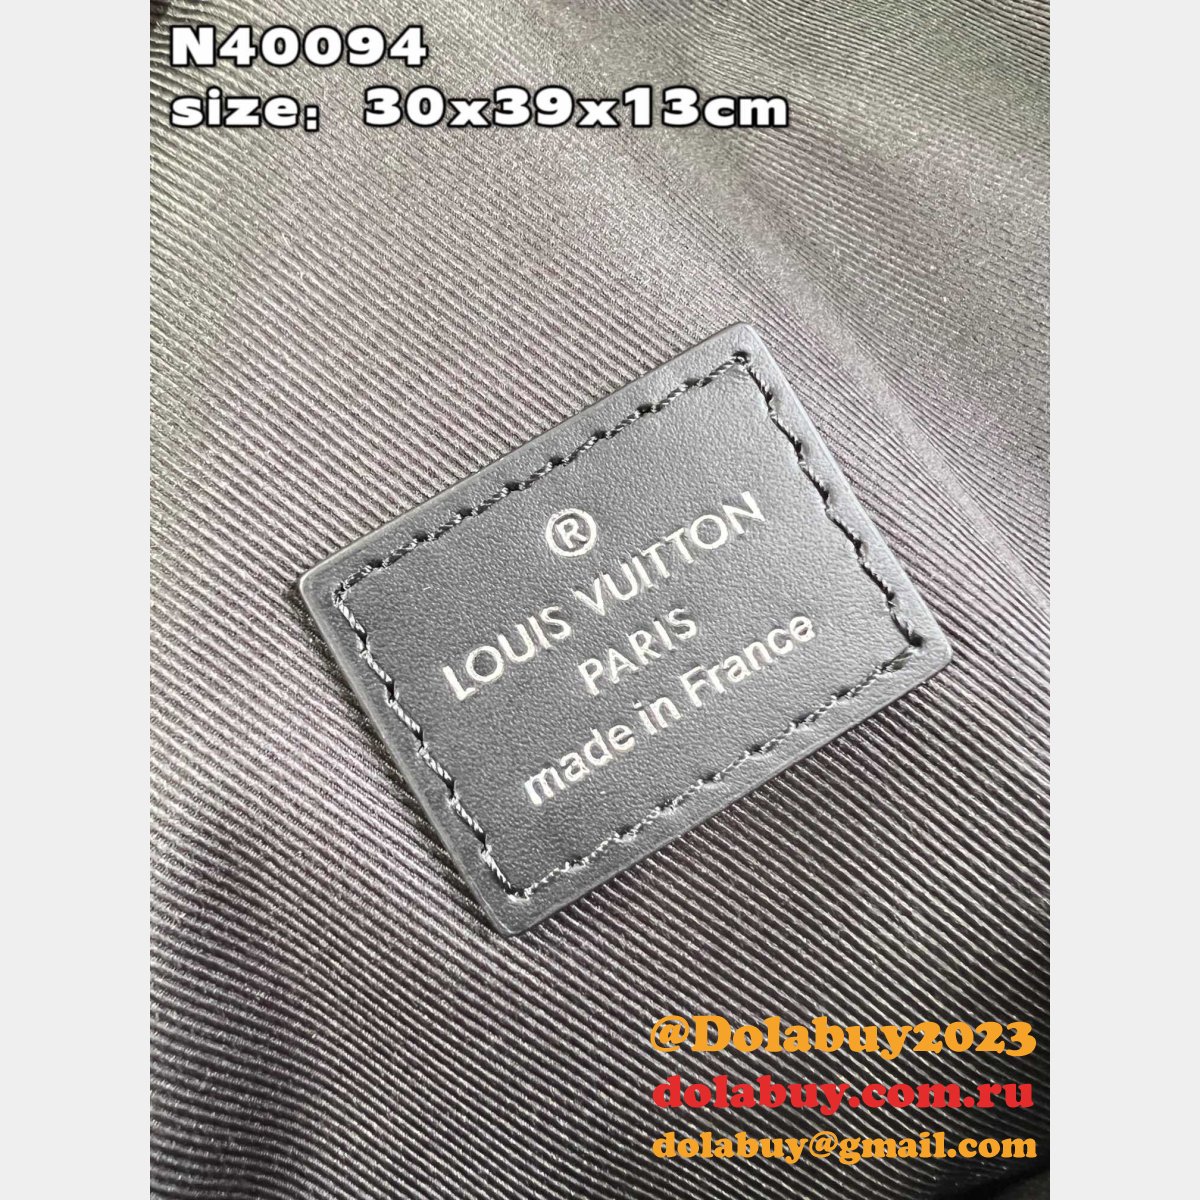 N40094
size: 30x39x13cm
®
LOUIS VUITTON
PARIS
made in France
@Dolabuy2023
dolabuy.com.ru
dolabuy@gmail.com